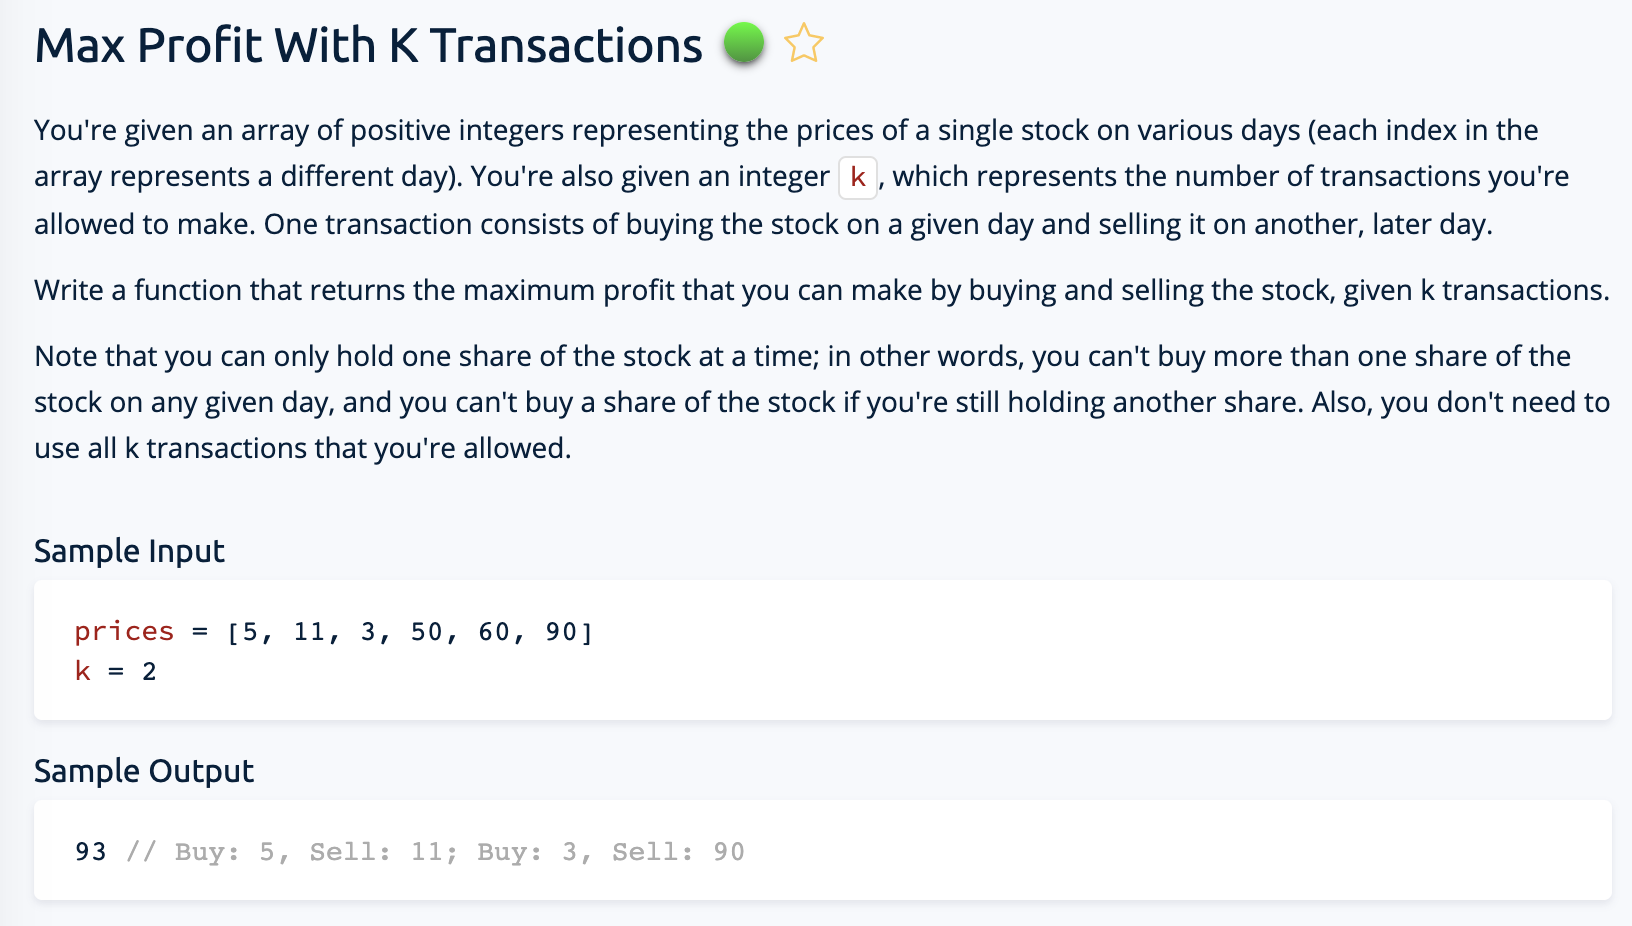 Max Profit With K Transactions
You're given an array of positive integers representing the prices of a single stock on various days (each index in the
array represents a different day). You're also given an integer k, which represents the number of transactions you're
allowed to make. One transaction consists of buying the stock on a given day and selling it on another, later day.
Write a function that returns the maximum profit that you can make by buying and selling the stock, given k transactions.
Note that you can only hold one share of the stock at a time; in other words, you can't buy more than one share of the
stock on any given day, and you can't buy a share of the stock if you're still holding another share. Also, you don't need to
use all k transactions that you're allowed.
Sample Input
prices = [5, 11, 3, 50, 60, 90]
k = 2
Sample Output
93 // Buy: 5, Sell: 11; Buy: 3, Sell: 90